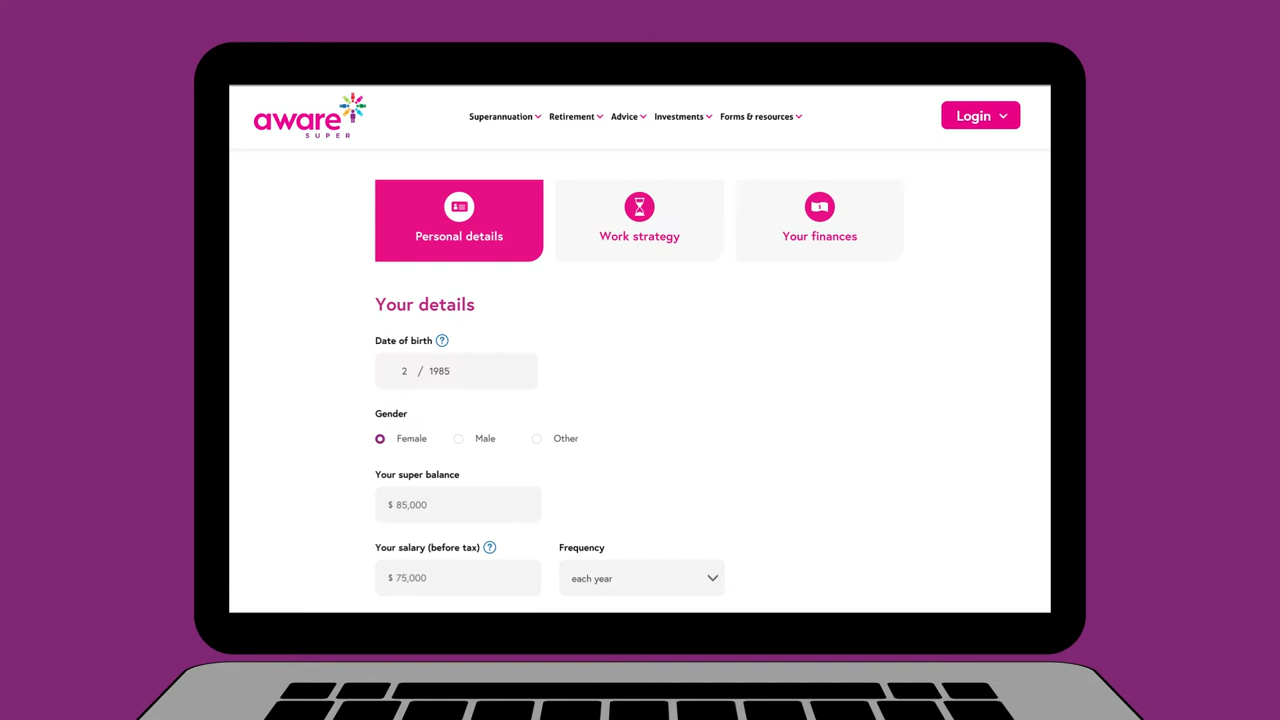 aware
SUPER
Superannuation Retirement Advice Investments Forms & resources
Login
Personal details
Work strategy
Your finances
Your details
Date of birth ?
2 / 1985
Gender
Female Male Other
Your super balance
$ 85,000
Your salary (before tax) ? Frequency
$ 75,000 each year